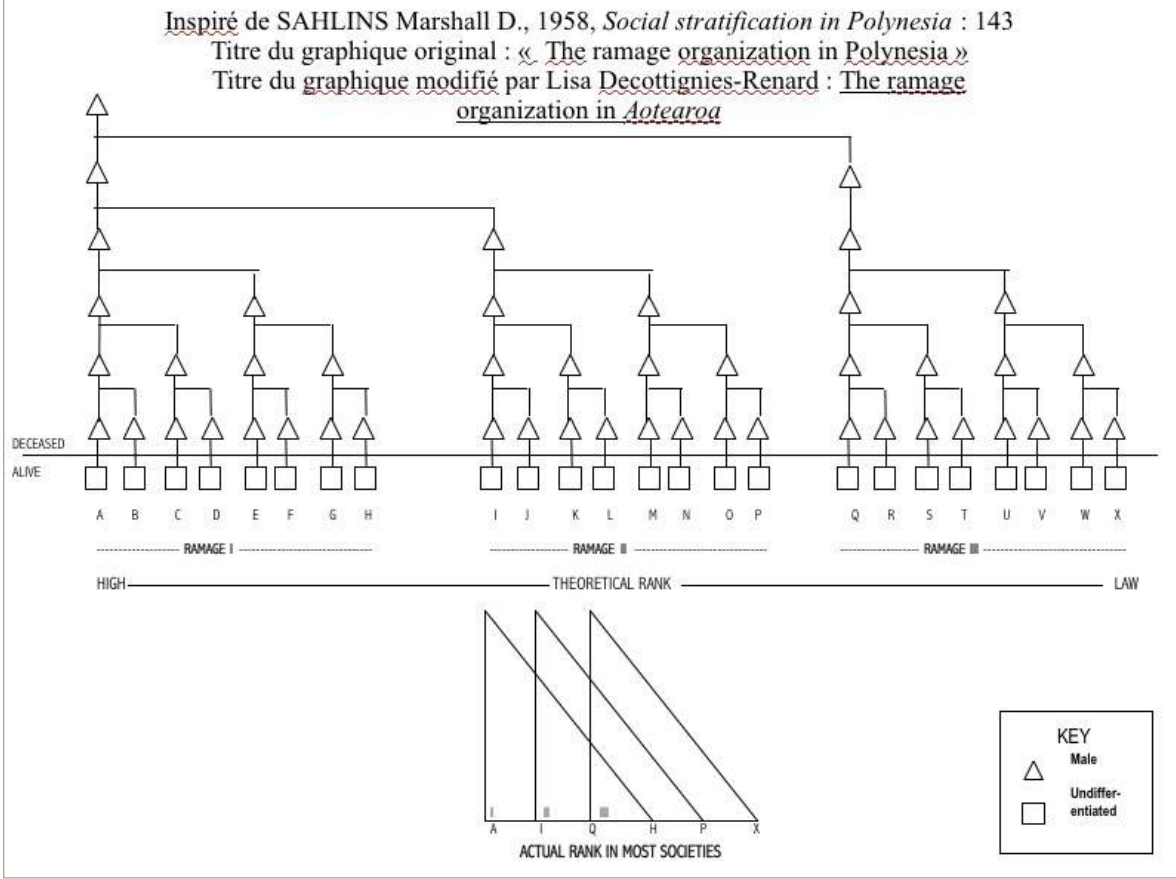 Inspiré de SAHLINS Marshall D., 1958, Social stratification in Polynesia : 143
Titre du graphique original : « The ramage organization in Polynesia »
Titre du graphique modifié par Lisa Decottignies-Renard : The ramage
organization in Aotearoa
DECEASED
ALIVE
A B C D E F G H I J K L M N O P Q R S T U V W X
RAMAGE I RAMAGE II RAMAGE III
HIGH THEORETICAL RANK LAW
I II III
A I Q H P X
ACTUAL RANK IN MOST SOCIETIES
KEY
Male
Undiffer-
entiated